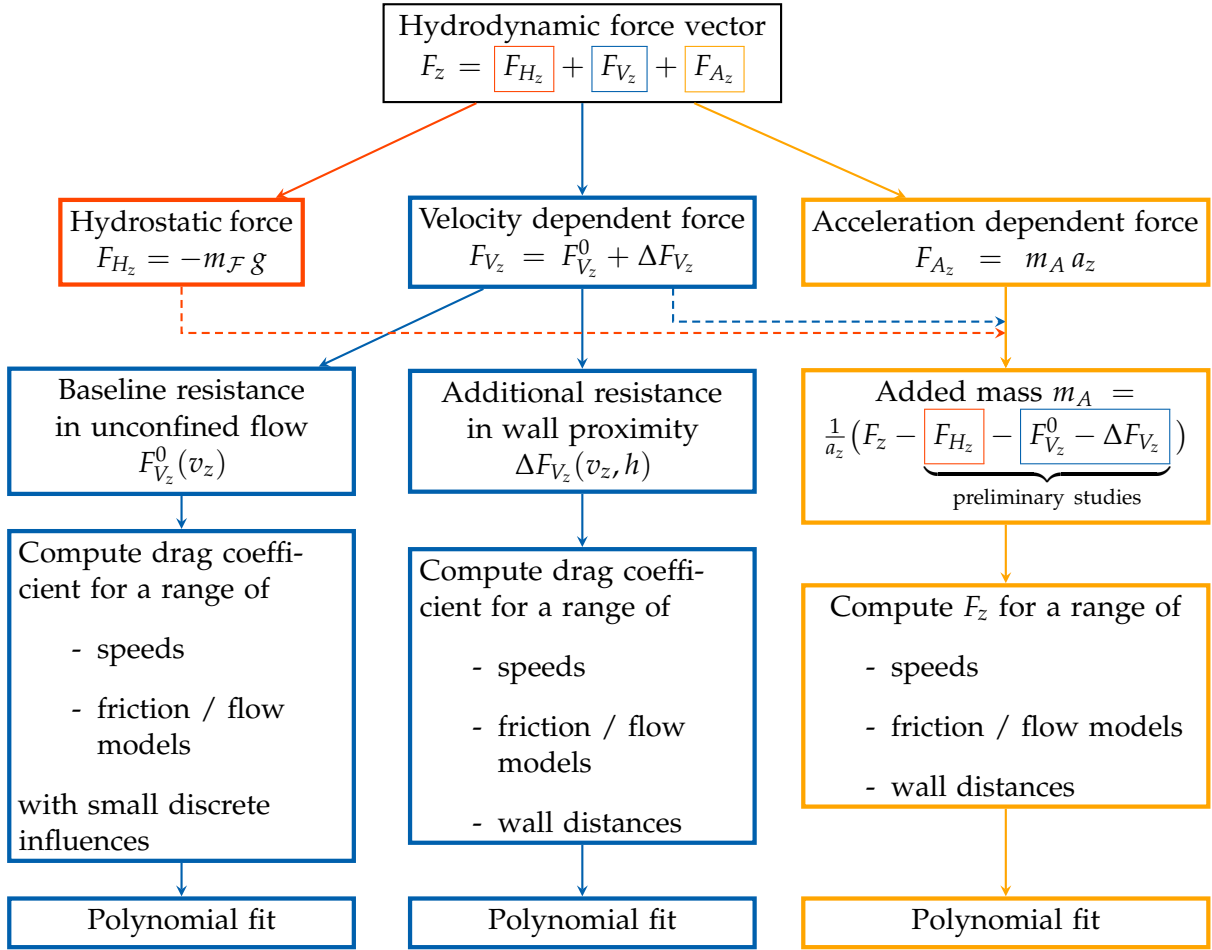 Hydrodynamic force vector
F_z = F_{H_z} + F_{V_z} + F_{A_z}
Hydrostatic force
F_{H_z} = −m_ℱ g
Velocity dependent force
F_{V_z} = F^0_{V_z} + ΔF_{V_z}
Acceleration dependent force
F_{A_z} = m_A a_z
Baseline resistance
in unconfined flow
F^0_{V_z}(v_z)
Additional resistance
in wall proximity
ΔF_{V_z}(v_z, h)
Added mass m_A =
1/a_z (F_z − F_{H_z} − F^0_{V_z} − ΔF_{V_z})
preliminary studies
Compute drag coeffi-
cient for a range of
- speeds
- friction / flow
models
with small discrete
influences
Compute drag coeffi-
cient for a range of
- speeds
- friction / flow
models
- wall distances
Compute F_z for a range of
- speeds
- friction / flow models
- wall distances
Polynomial fit
Polynomial fit
Polynomial fit